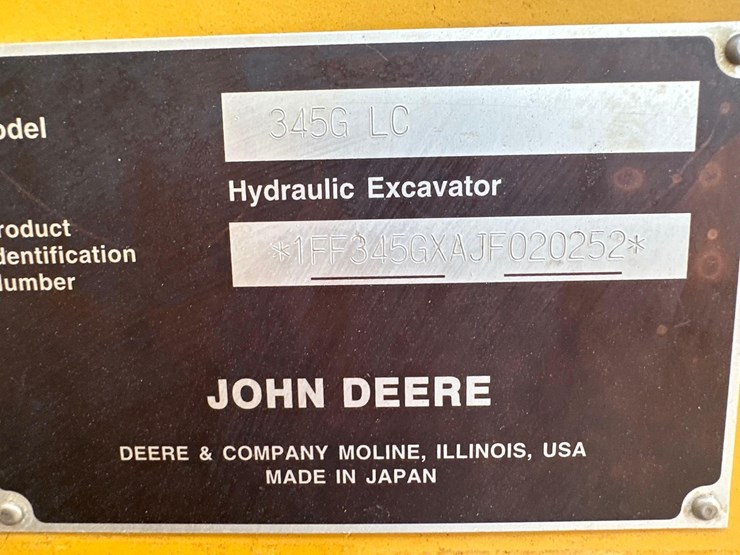 odel 345G LC
Hydraulic Excavator
roduct
dentification *1FF345GXAJF020252*
umber
JOHN DEERE
DEERE & COMPANY MOLINE, ILLINOIS, USA
MADE IN JAPAN